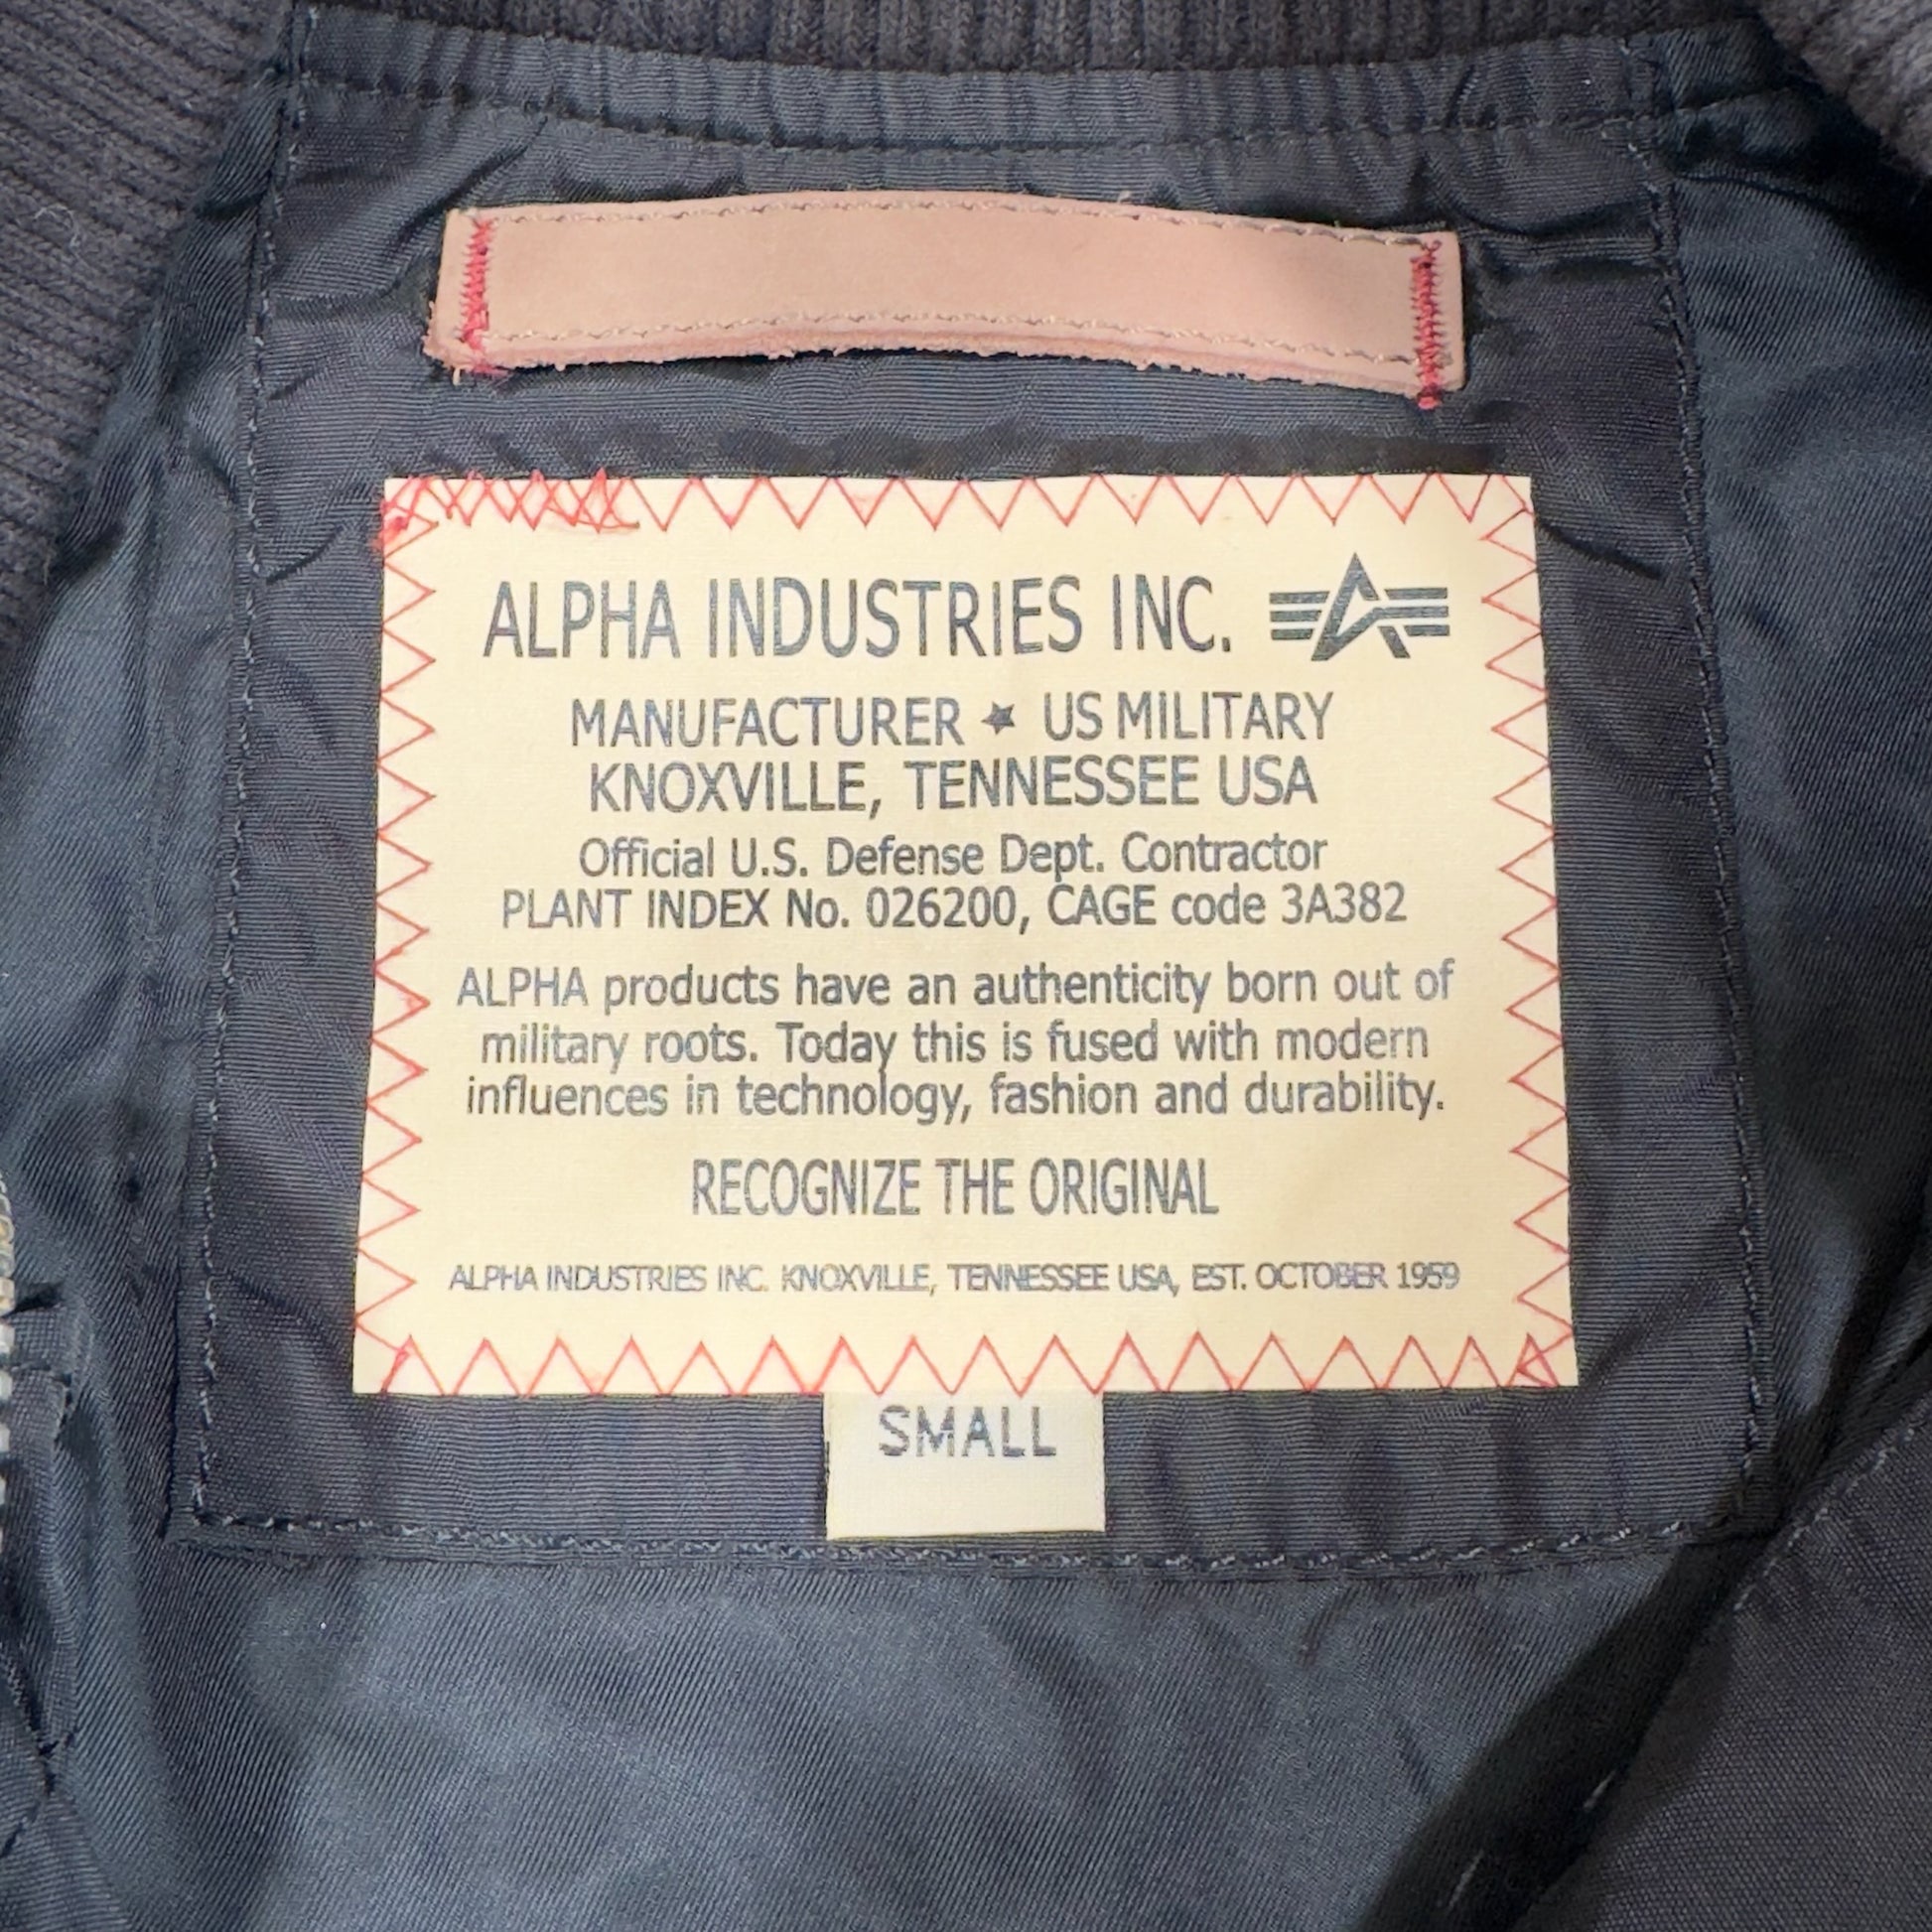 ALPHA INDUSTRIES INC.
MANUFACTURER ★ US MILITARY
KNOXVILLE, TENNESSEE USA
Official U.S. Defense Dept. Contractor
PLANT INDEX No. 026200, CAGE code 3A382
ALPHA products have an authenticity born out of
military roots. Today this is fused with modern
influences in technology, fashion and durability.
RECOGNIZE THE ORIGINAL
ALPHA INDUSTRIES INC. KNOXVILLE, TENNESSEE USA, EST. OCTOBER 1959
SMALL